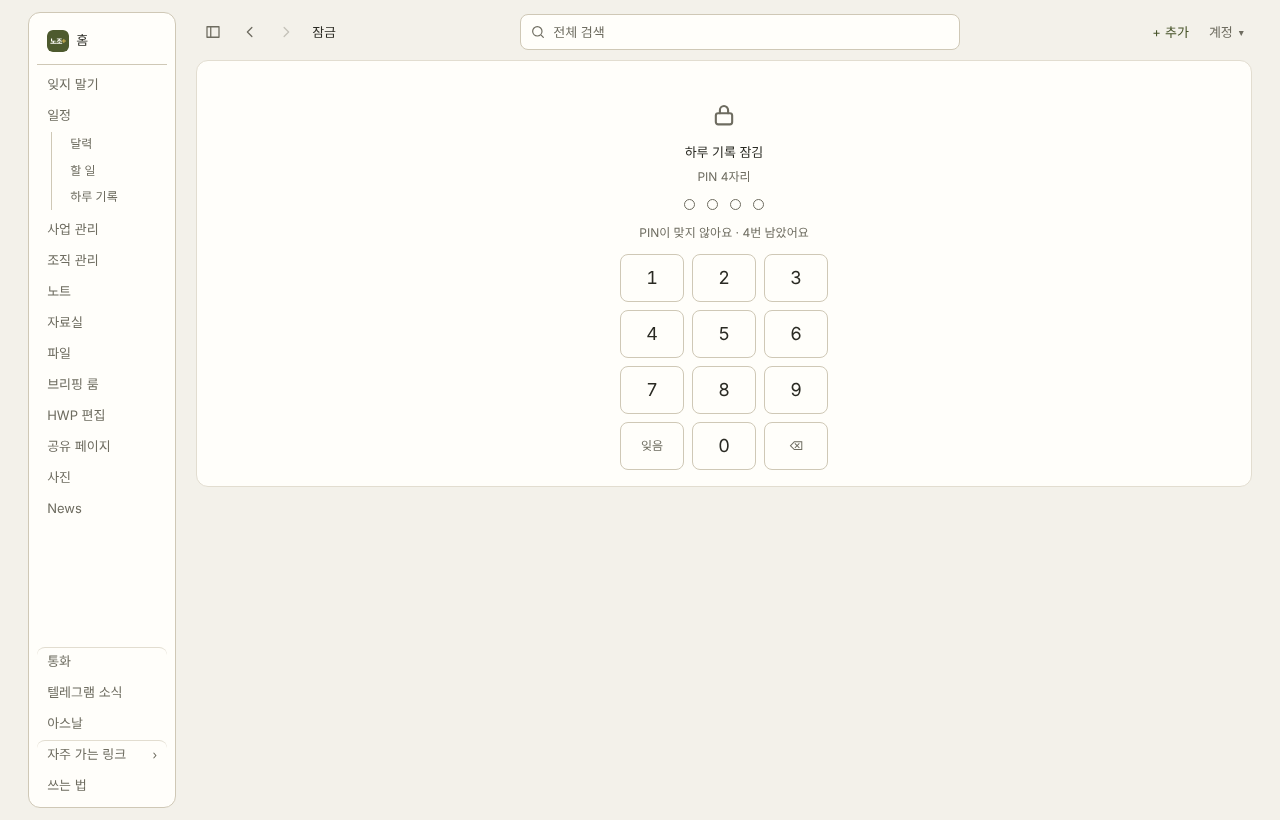 노조+ 홈
잊지 말기
일정
달력
할 일
하루 기록
사업 관리
조직 관리
노트
자료실
파일
브리핑 룸
HWP 편집
공유 페이지
사진
News
통화
텔레그램 소식
아스날
자주 가는 링크 ›
쓰는 법
잠금
전체 검색
+ 추가 계정 ▾
하루 기록 잠김
PIN 4자리
PIN이 맞지 않아요 · 4번 남았어요
1 2 3
4 5 6
7 8 9
잊음 0 ⌫